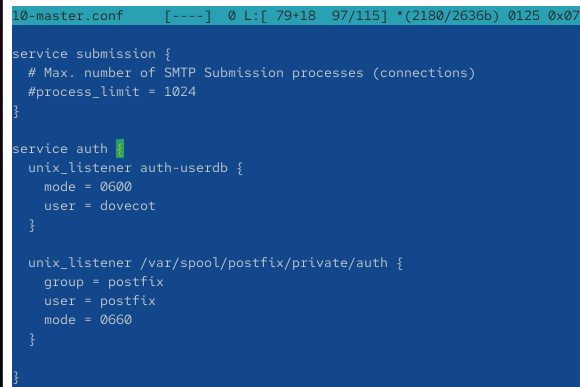 10-master.conf [----] 0 L:[ 79+18 97/115] *(2180/2636b) 0125 0x07
service submission {
# Max. number of SMTP Submission processes (connections)
#process_limit = 1024
}
service auth {
unix_listener auth-userdb {
mode = 0600
user = dovecot
}
unix_listener /var/spool/postfix/private/auth {
group = postfix
user = postfix
mode = 0660
}
}